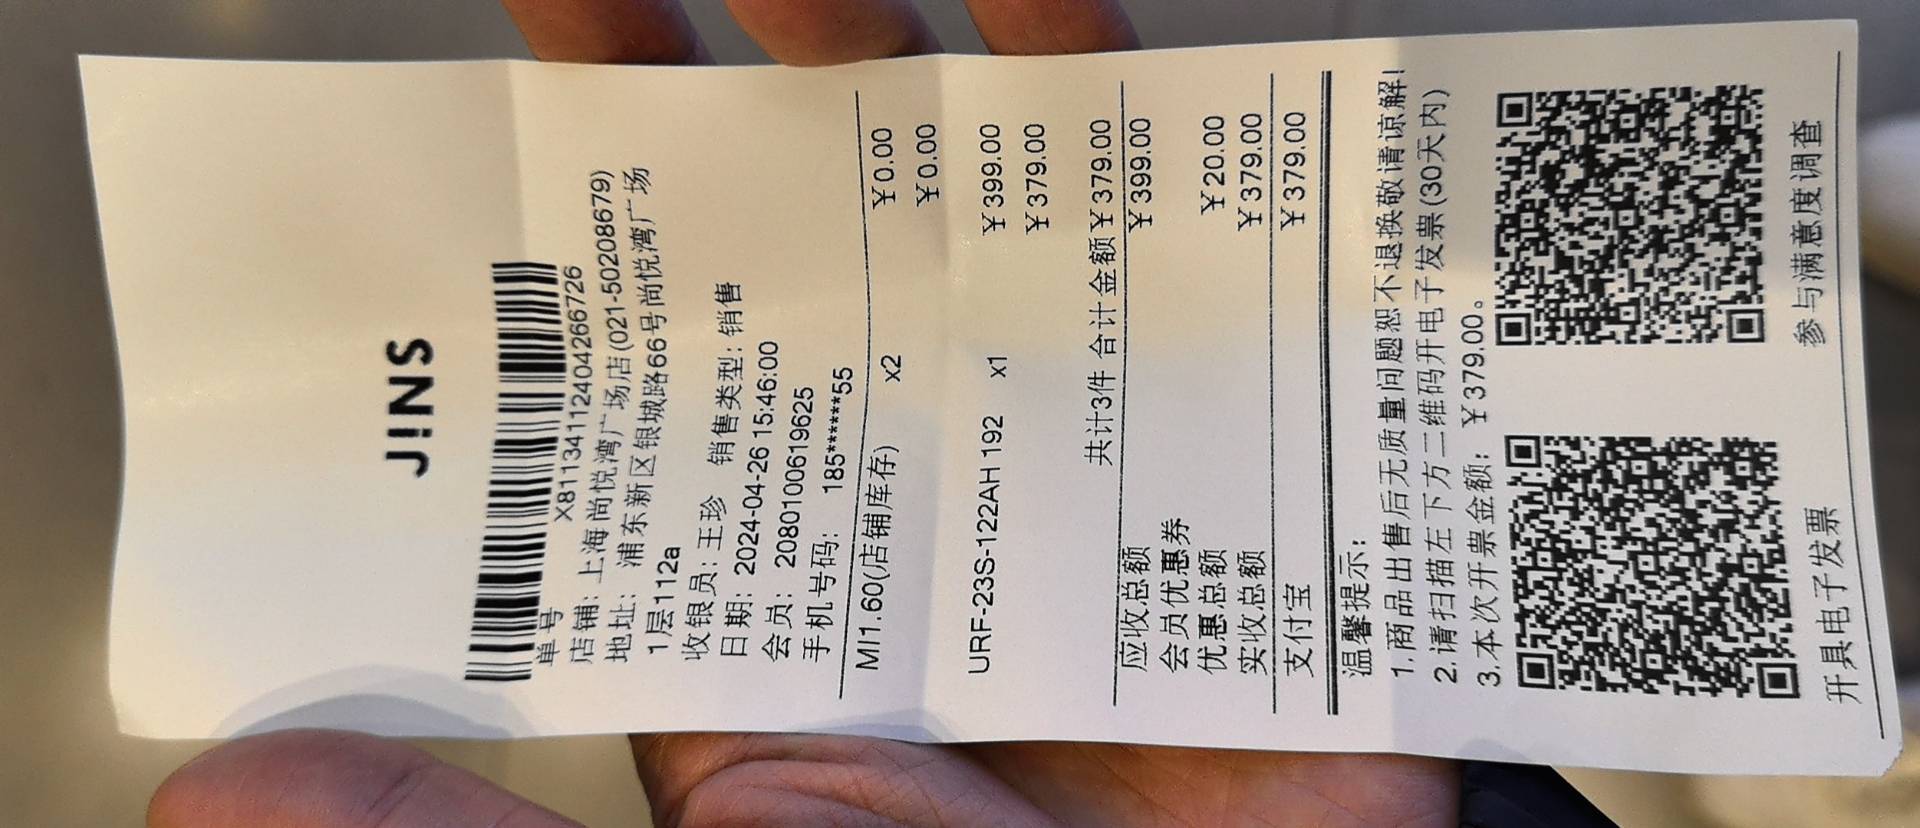 JINS
单号 X81134112404266726
店铺: 上海尚悦湾广场店(021-50208679)
地址: 浦东新区银城路66号尚悦湾广场
1层112a
收银员: 王珍 销售类型: 销售
日期: 2024-04-26 15:46:00
会员: 2080100619625
手机号码: 185******55
MI1.60(店铺库存) x2 ¥0.00
¥0.00
URF-23S-122AH 192 x1 ¥399.00
¥379.00
共计3件 合计金额¥379.00
应收总额 ¥399.00
会员优惠券
优惠总额 ¥20.00
实收总额 ¥379.00
支付宝 ¥379.00
温馨提示:
1.商品出售后无质量问题恕不退换敬请谅解!
2.请扫描左下方二维码开电子发票(30天内)
3.本次开票金额: ¥379.00。
开具电子发票 参与满意度调查